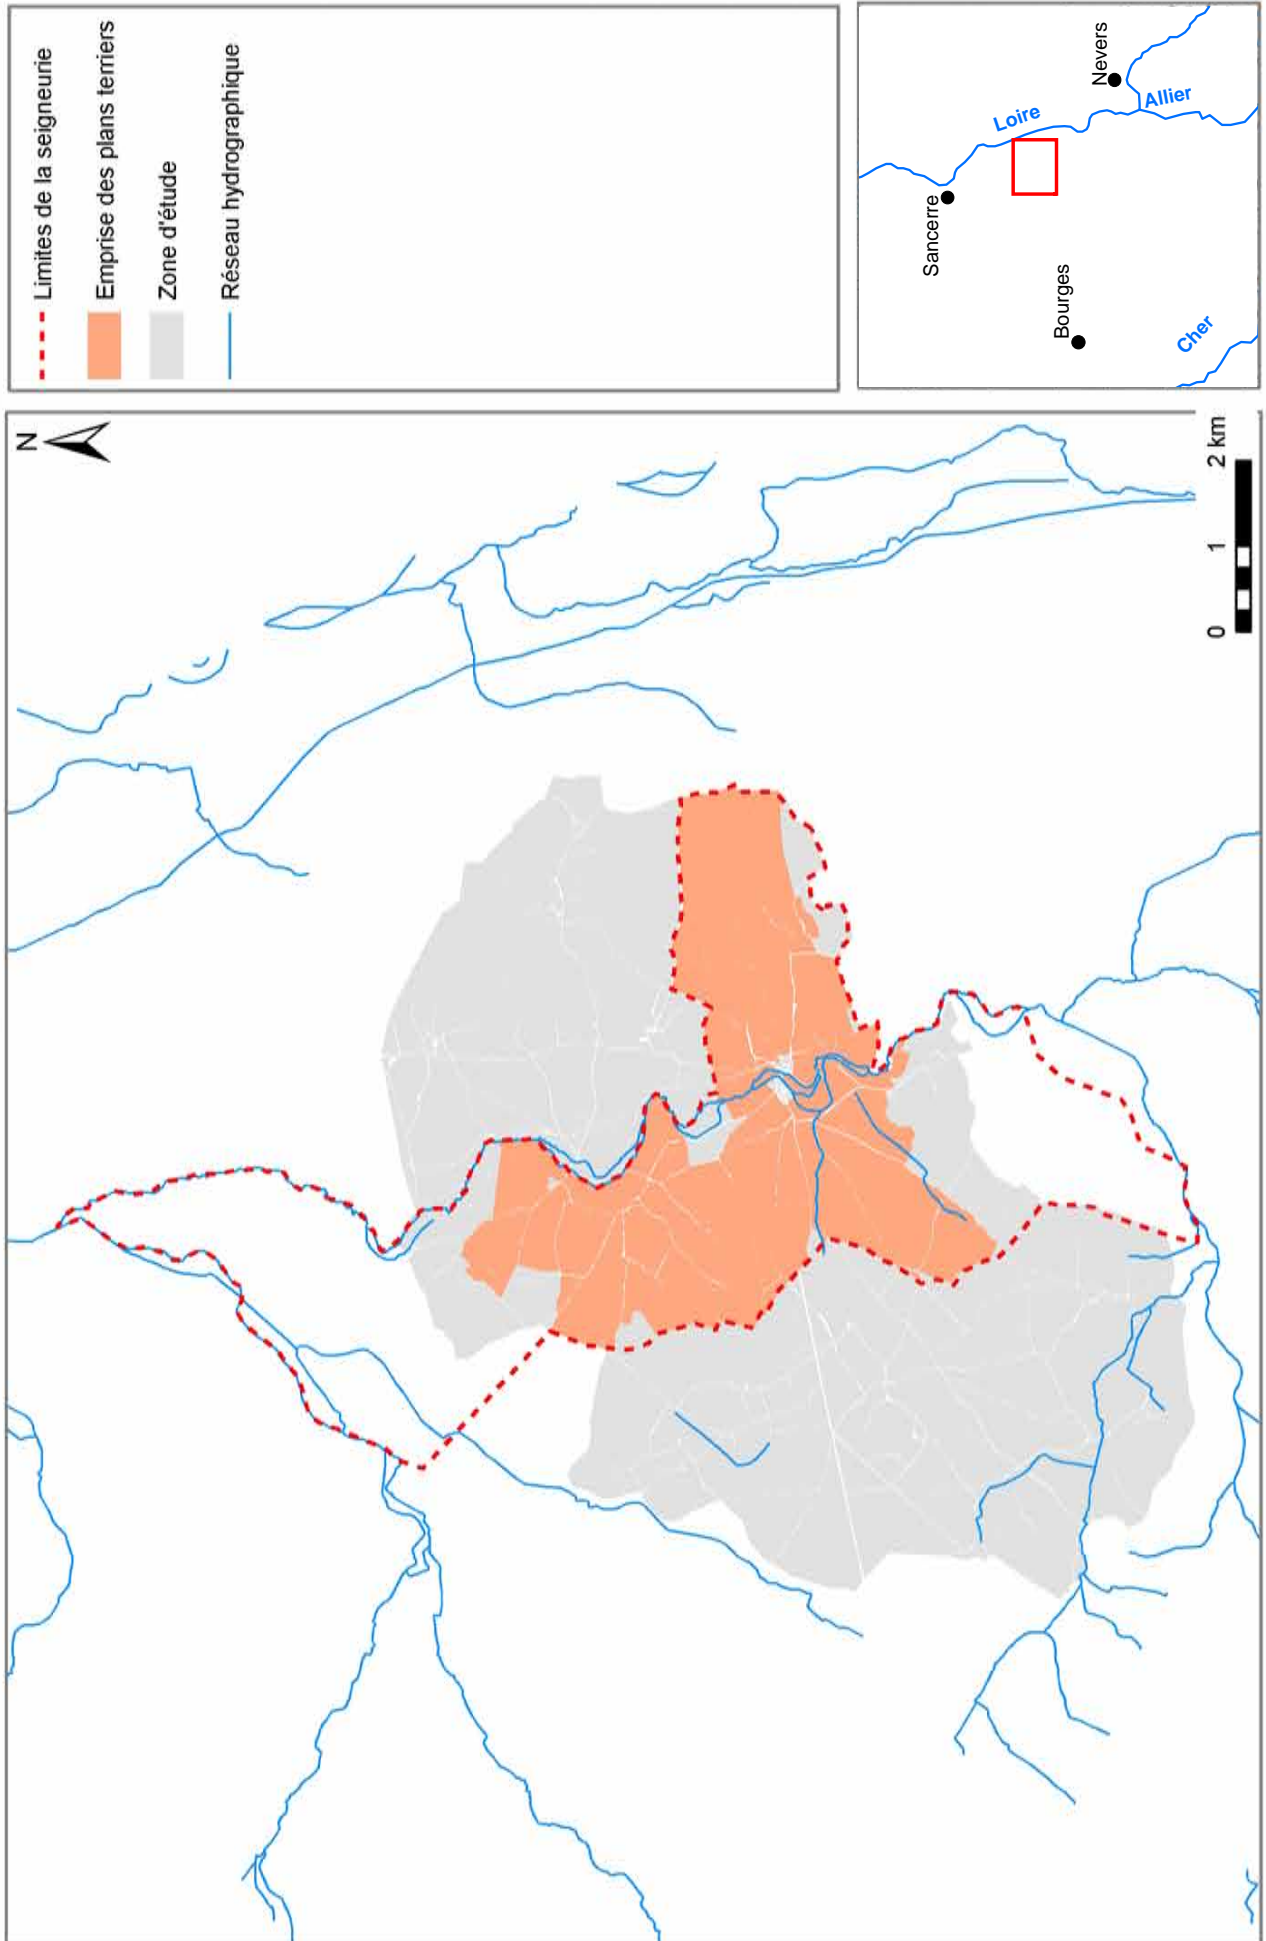 Limites de la seigneurie
Emprise des plans terriers
Zone d'étude
Réseau hydrographique
Sancerre
Bourges
Nevers
Loire
Allier
Cher
N
0 1 2 km